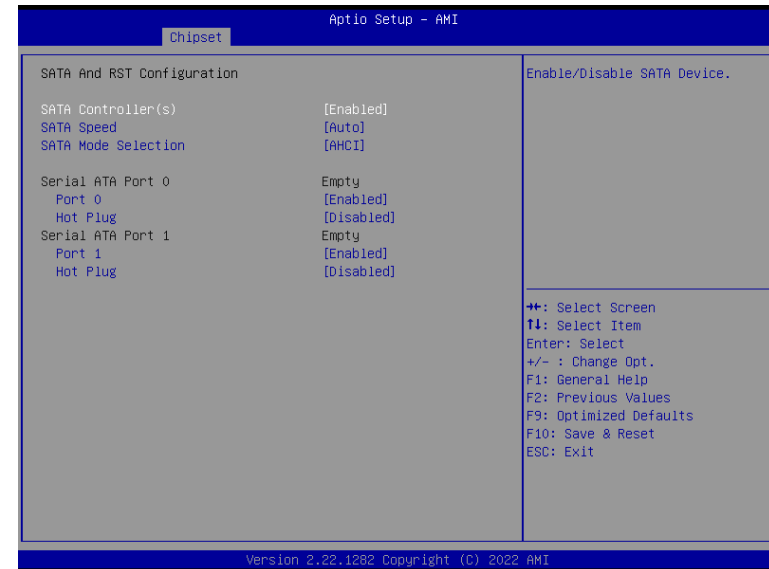 Aptio Setup – AMI
Chipset
SATA And RST Configuration
SATA Controller(s) [Enabled]
SATA Speed [Auto]
SATA Mode Selection [AHCI]
Serial ATA Port 0 Empty
Port 0 [Enabled]
Hot Plug [Disabled]
Serial ATA Port 1 Empty
Port 1 [Enabled]
Hot Plug [Disabled]
Enable/Disable SATA Device.
→←: Select Screen
↑↓: Select Item
Enter: Select
+/– : Change Opt.
F1: General Help
F2: Previous Values
F9: Optimized Defaults
F10: Save & Reset
ESC: Exit
Version 2.22.1282 Copyright (C) 2022 AMI